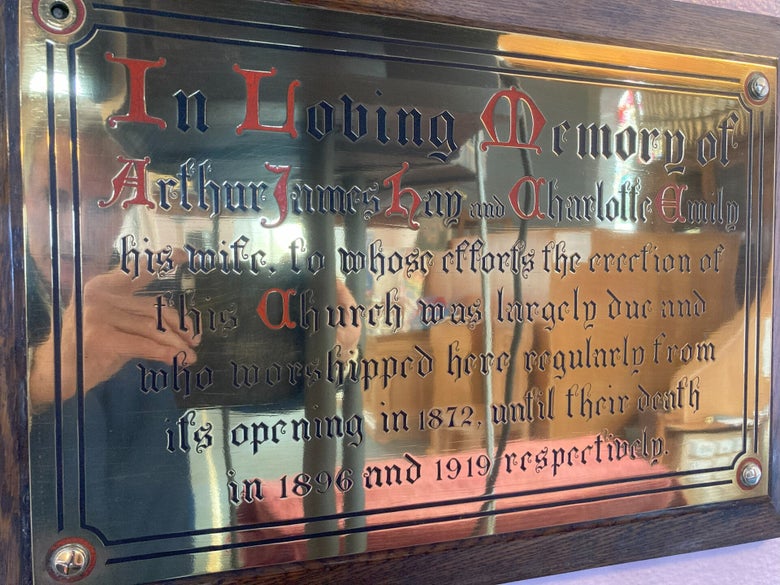 In Loving Memory of
Arthur James Hay and Charlotte Emily
his wife, to whose efforts the erection of
this Church was largely due and
who worshipped here regularly from
its opening in 1872, until their death
in 1896 and 1919 respectively.